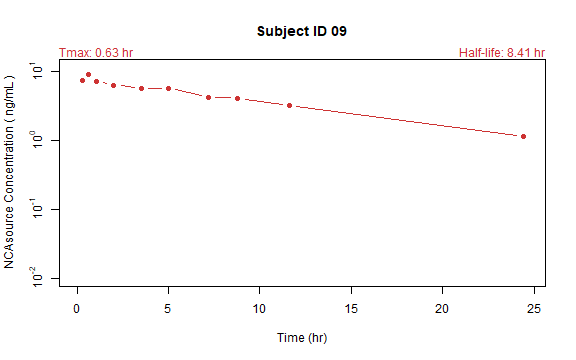 Subject ID 09
Tmax: 0.63 hr
Half-life: 8.41 hr
NCAsource Concentration ( ng/mL )
10^1
10^0
10^-1
10^-2
0 5 10 15 20 25
Time (hr)